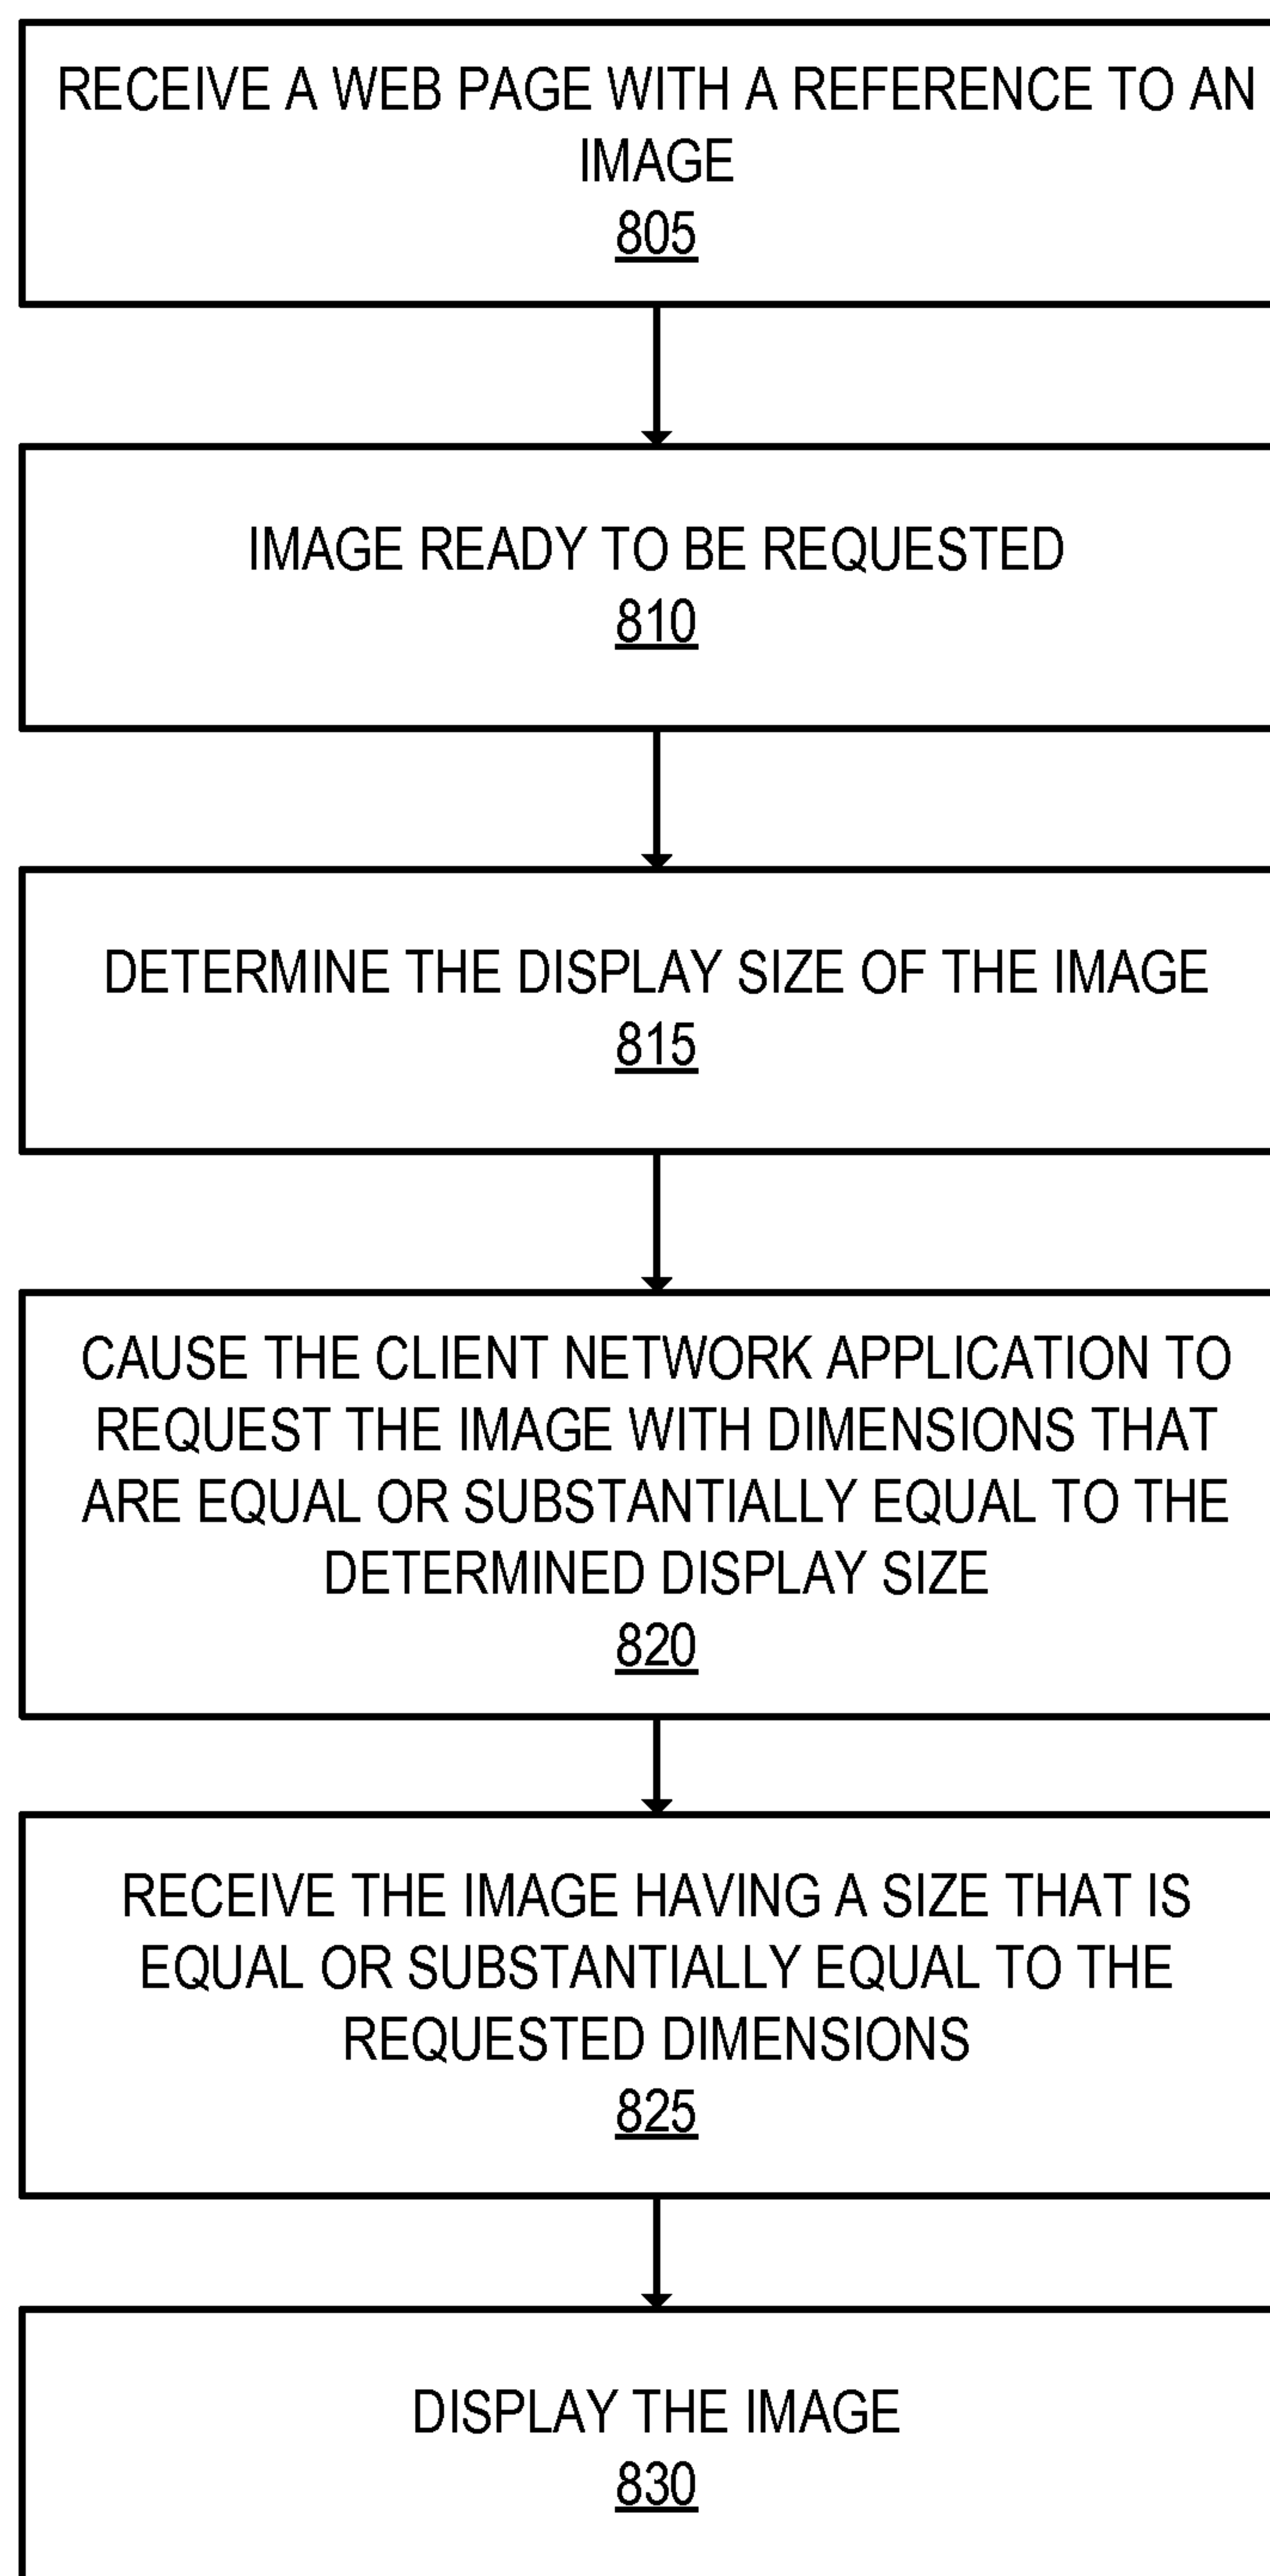 RECEIVE A WEB PAGE WITH A REFERENCE TO AN
IMAGE
805
IMAGE READY TO BE REQUESTED
810
DETERMINE THE DISPLAY SIZE OF THE IMAGE
815
CAUSE THE CLIENT NETWORK APPLICATION TO
REQUEST THE IMAGE WITH DIMENSIONS THAT
ARE EQUAL OR SUBSTANTIALLY EQUAL TO THE
DETERMINED DISPLAY SIZE
820
RECEIVE THE IMAGE HAVING A SIZE THAT IS
EQUAL OR SUBSTANTIALLY EQUAL TO THE
REQUESTED DIMENSIONS
825
DISPLAY THE IMAGE
830